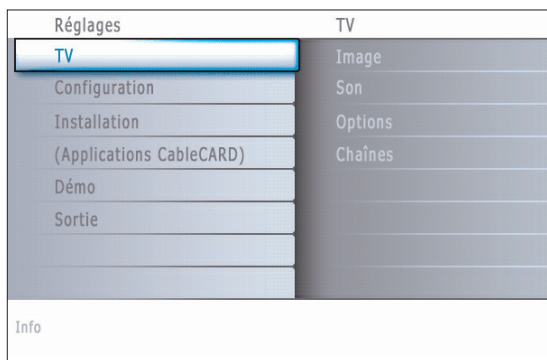 Réglages
TV
Configuration
Installation
(Applications CableCARD)
Démo
Sortie
TV
Image
Son
Options
Chaînes
Info